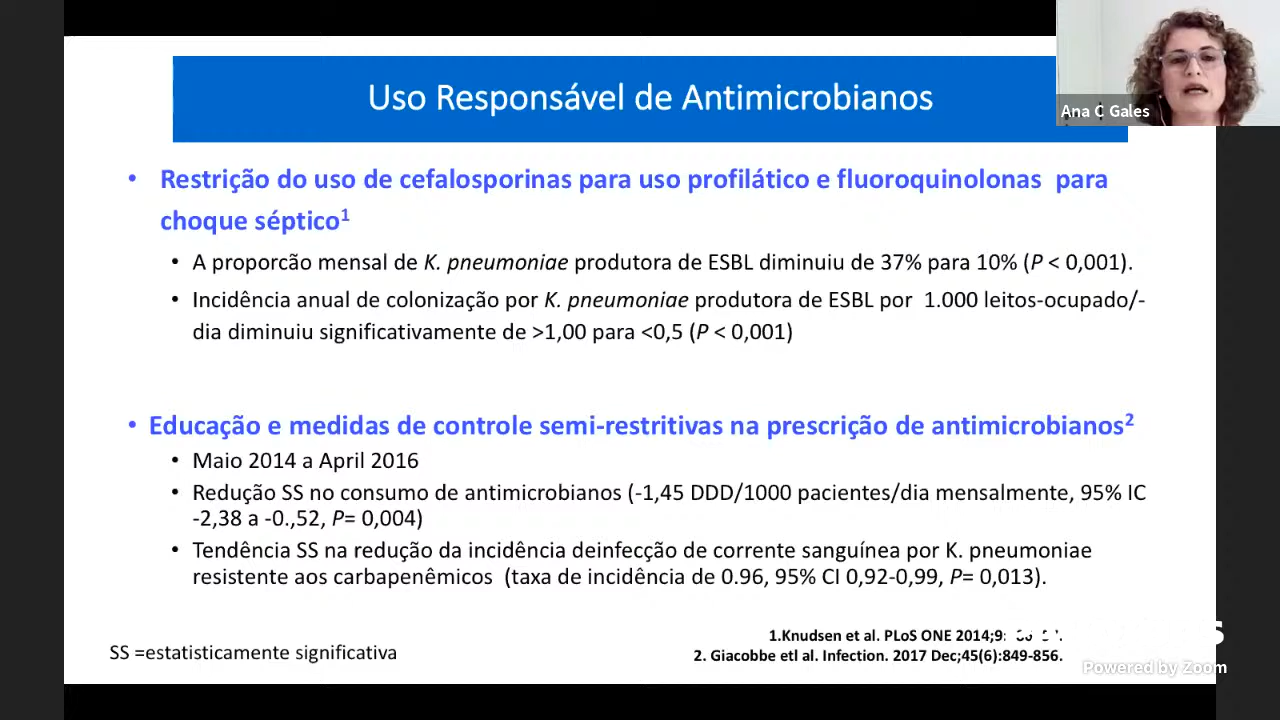 Uso Responsável de Antimicrobianos
Ana C Gales
• Restrição do uso de cefalosporinas para uso profilático e fluoroquinolonas para
choque séptico1
• A proporcão mensal de K. pneumoniae produtora de ESBL diminuiu de 37% para 10% (P < 0,001).
• Incidência anual de colonização por K. pneumoniae produtora de ESBL por 1.000 leitos-ocupado/-
dia diminuiu significativamente de >1,00 para <0,5 (P < 0,001)
• Educação e medidas de controle semi-restritivas na prescrição de antimicrobianos2
• Maio 2014 a April 2016
• Redução SS no consumo de antimicrobianos (-1,45 DDD/1000 pacientes/dia mensalmente, 95% IC
-2,38 a -0.,52, P= 0,004)
• Tendência SS na redução da incidência deinfecção de corrente sanguínea por K. pneumoniae
resistente aos carbapenêmicos (taxa de incidência de 0.96, 95% CI 0,92-0,99, P= 0,013).
1.Knudsen et al. PLoS ONE 2014;9:
SS =estatisticamente significativa
2. Giacobbe etl al. Infection. 2017 Dec;45(6):849-856.
Powered by Zoom